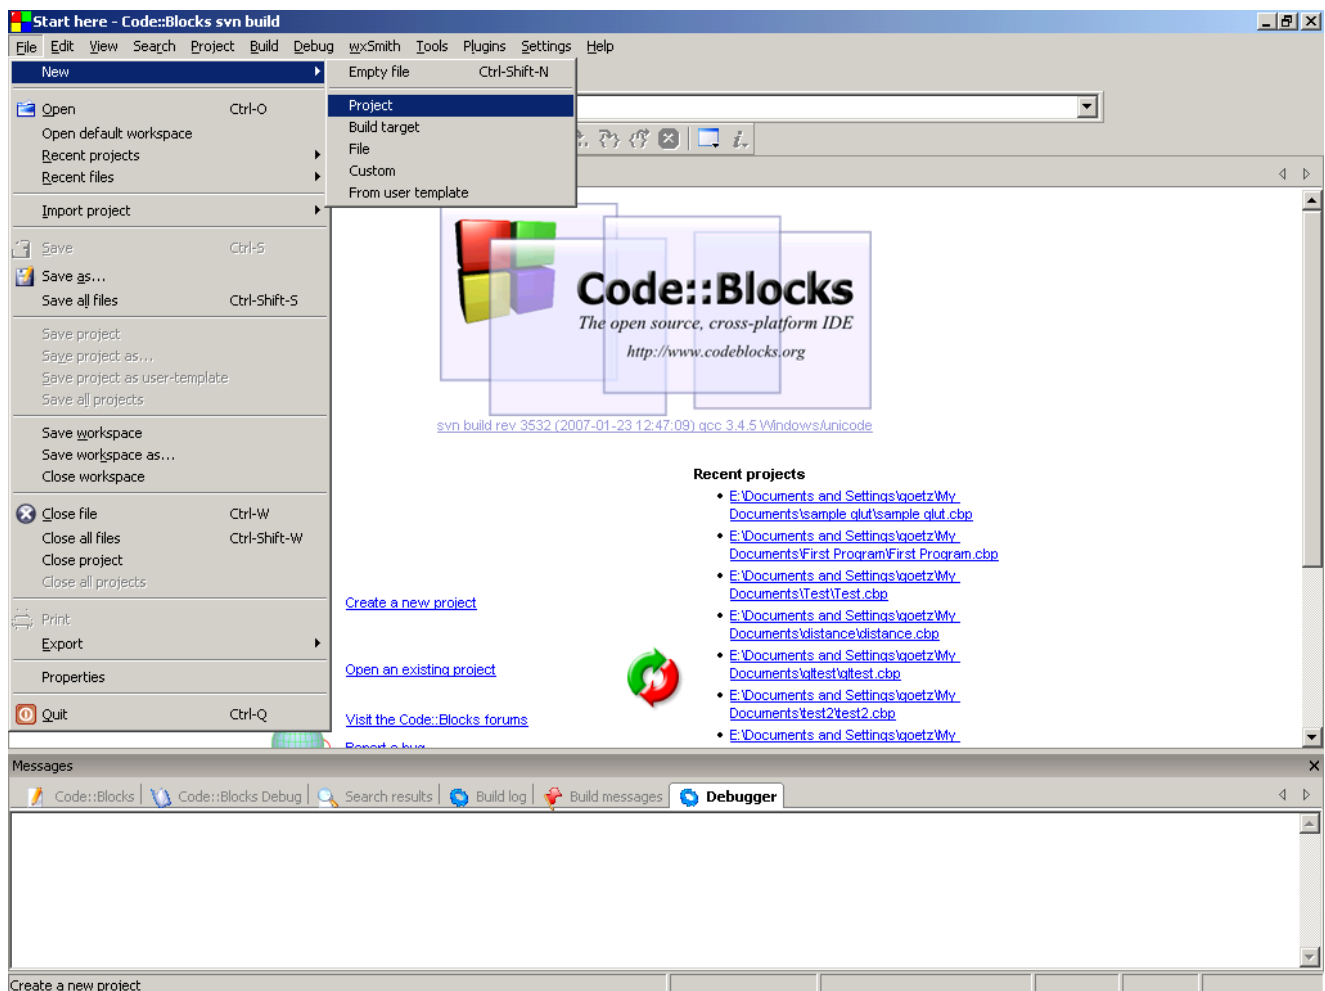 Start here - Code::Blocks svn build
File Edit View Search Project Build Debug wxSmith Tools Plugins Settings Help
New
Empty file Ctrl-Shift-N
Project
Build target
File
Custom
From user template
Open Ctrl-O
Open default workspace
Recent projects
Recent files
Import project
Save Ctrl-S
Save as...
Save all files Ctrl-Shift-S
Save project
Save project as...
Save project as user-template
Save all projects
Save workspace
Save workspace as...
Close workspace
Close file Ctrl-W
Close all files Ctrl-Shift-W
Close project
Close all projects
Print
Export
Properties
Quit Ctrl-Q
Code::Blocks
The open source, cross-platform IDE
http://www.codeblocks.org
svn build rev 3532 (2007-01-23 12:47:09) gcc 3.4.5 Windows/unicode
Create a new project
Open an existing project
Visit the Code::Blocks forums
Report a bug
Recent projects
E:\Documents and Settings\goetz\My
Documents\sample glut\sample glut.cbp
E:\Documents and Settings\goetz\My
Documents\First Program\First Program.cbp
E:\Documents and Settings\goetz\My
Documents\Test\Test.cbp
E:\Documents and Settings\goetz\My
Documents\distance\distance.cbp
E:\Documents and Settings\goetz\My
Documents\gltest\gltest.cbp
E:\Documents and Settings\goetz\My
Documents\test2\test2.cbp
E:\Documents and Settings\goetz\My
Messages
Code::Blocks Code::Blocks Debug Search results Build log Build messages Debugger
Create a new project